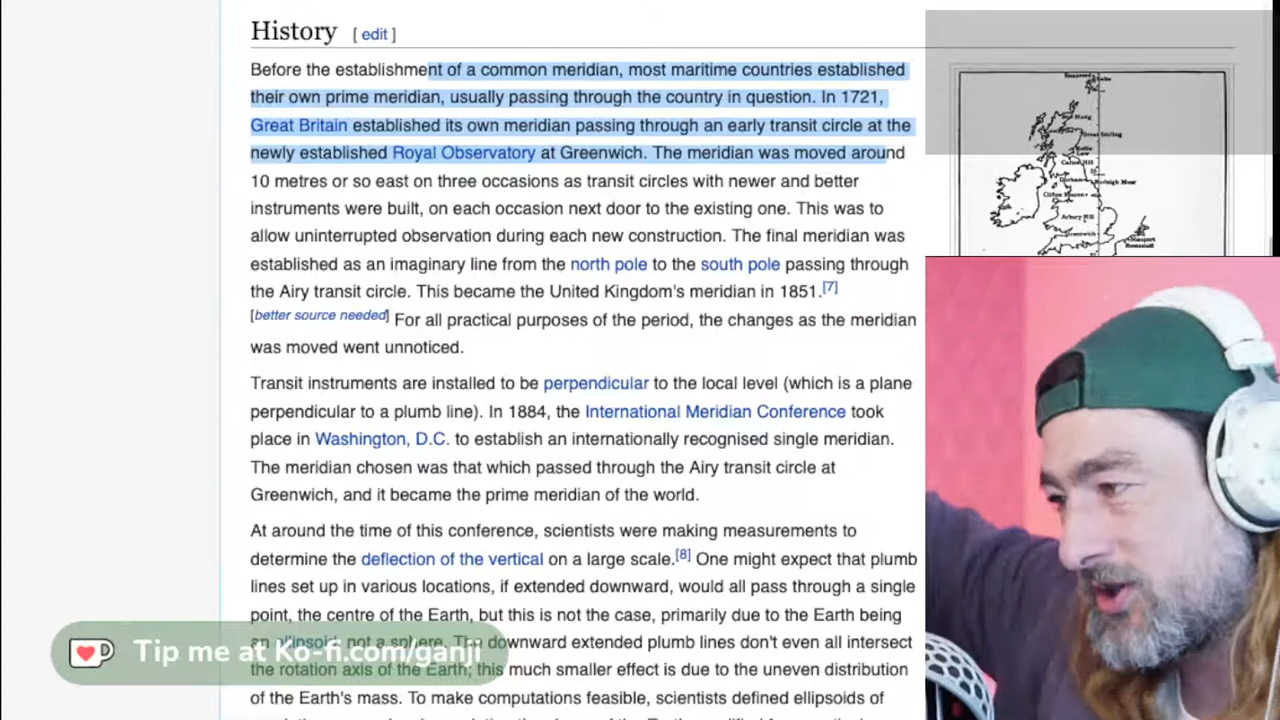 History [ edit ]
Before the establishment of a common meridian, most maritime countries established
their own prime meridian, usually passing through the country in question. In 1721,
Great Britain established its own meridian passing through an early transit circle at the
newly established Royal Observatory at Greenwich. The meridian was moved around
10 metres or so east on three occasions as transit circles with newer and better
instruments were built, on each occasion next door to the existing one. This was to
allow uninterrupted observation during each new construction. The final meridian was
established as an imaginary line from the north pole to the south pole passing through
the Airy transit circle. This became the United Kingdom's meridian in 1851.[7]
[better source needed] For all practical purposes of the period, the changes as the meridian
was moved went unnoticed.
Transit instruments are installed to be perpendicular to the local level (which is a plane
perpendicular to a plumb line). In 1884, the International Meridian Conference took
place in Washington, D.C. to establish an internationally recognised single meridian.
The meridian chosen was that which passed through the Airy transit circle at
Greenwich, and it became the prime meridian of the world.
At around the time of this conference, scientists were making measurements to
determine the deflection of the vertical on a large scale.[8] One might expect that plumb
lines set up in various locations, if extended downward, would all pass through a single
point, the centre of the Earth, but this is not the case, primarily due to the Earth being
an ellipsoid, not a sphere. The downward extended plumb lines don't even all intersect
the rotation axis of the Earth; this much smaller effect is due to the uneven distribution
of the Earth's mass. To make computations feasible, scientists defined ellipsoids of
Tip me at Ko-fi.com/ganji
Great Stirling
Calton Hill
Durham
Arbury Hill
Greenwich